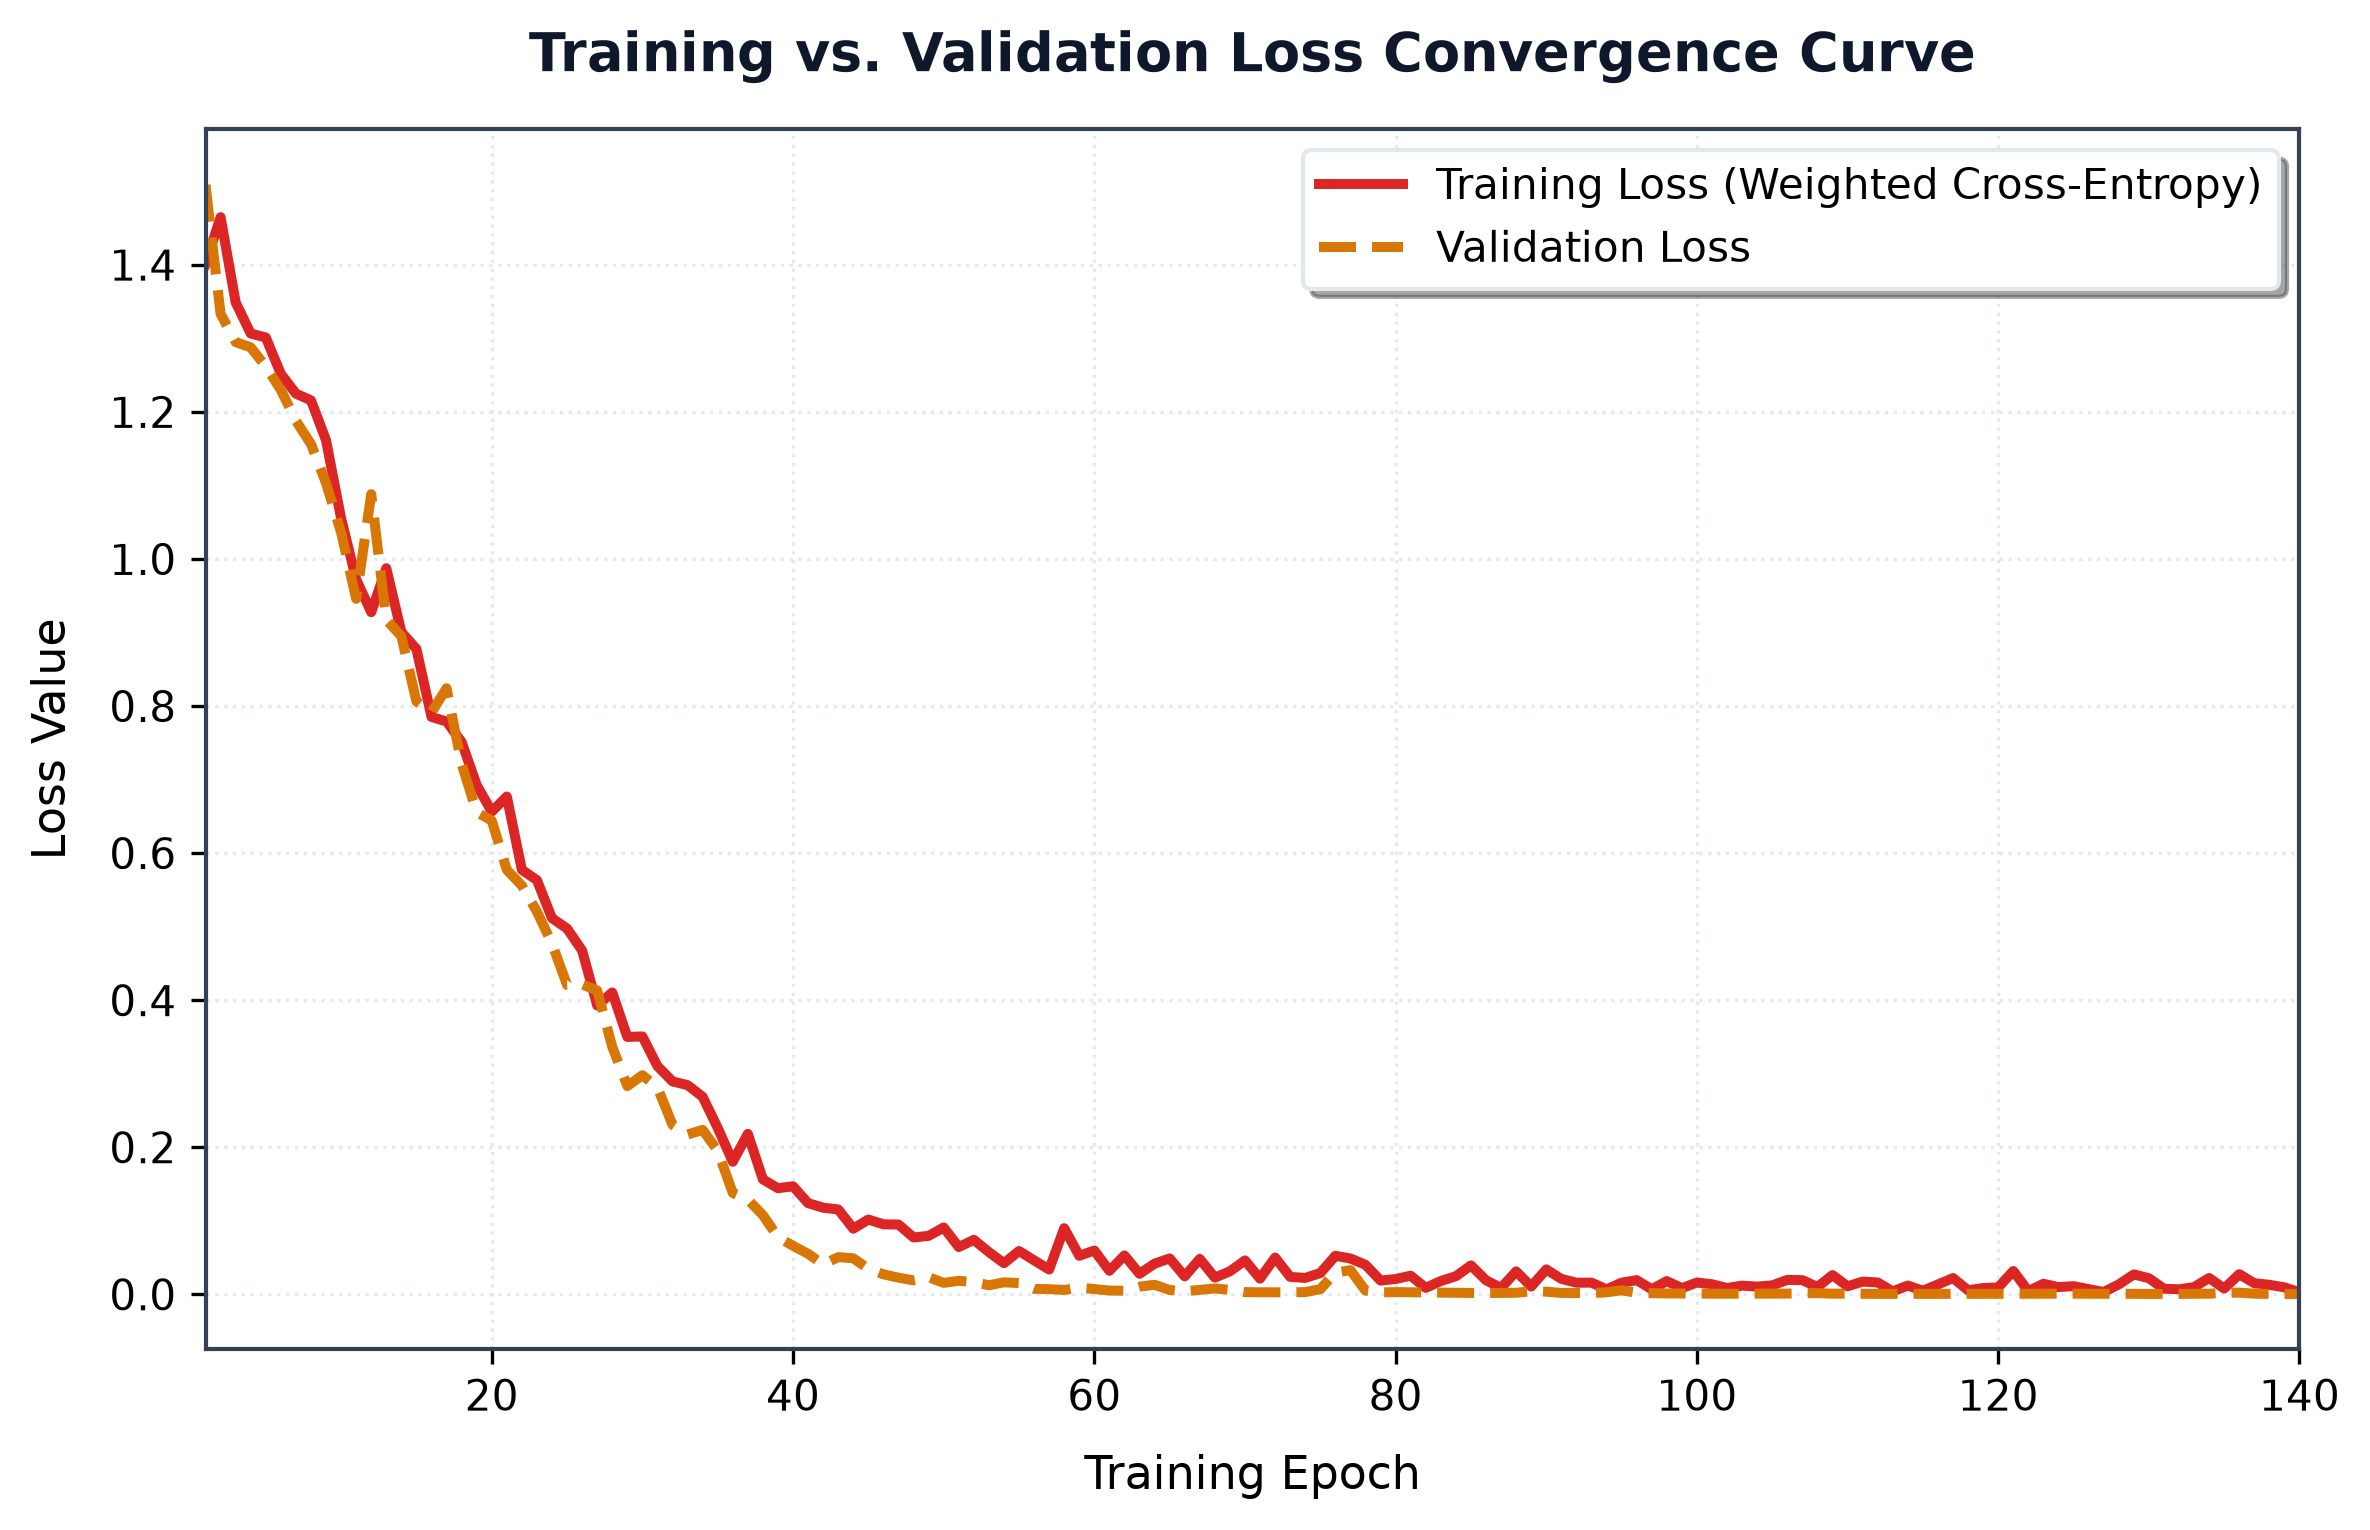 Training vs. Validation Loss Convergence Curve
Training Loss (Weighted Cross-Entropy)
Validation Loss
1.4
1.2
1.0
0.8
0.6
0.4
0.2
0.0
Loss Value
20 40 60 80 100 120 140
Training Epoch